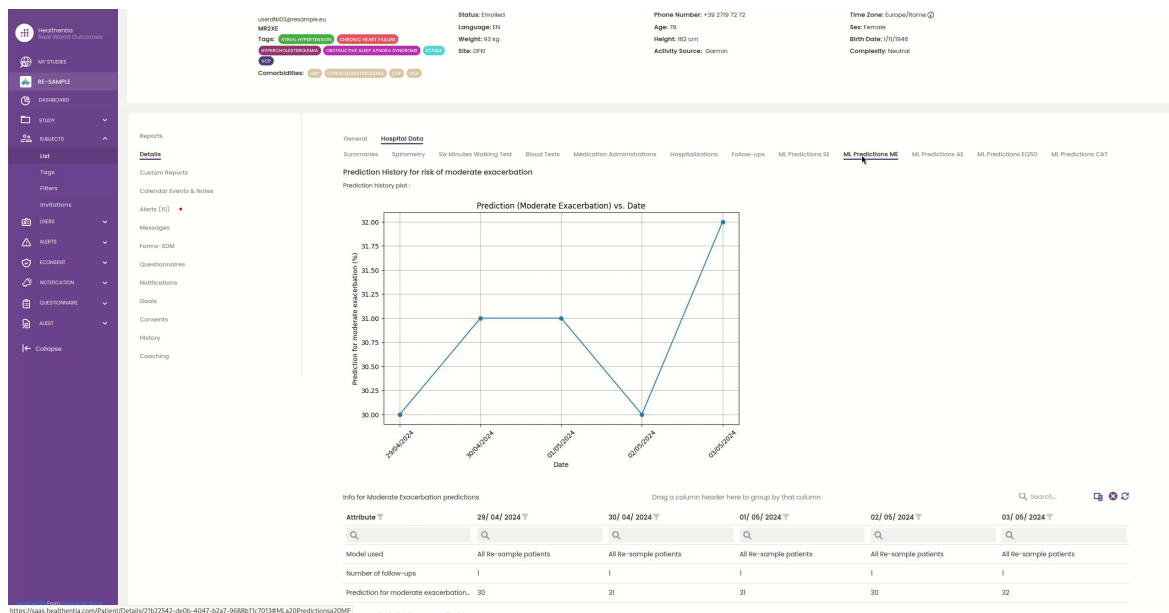 Healthentia
Real World Outcomes
MY STUDIES
RE-SAMPLE
DASHBOARD
STUDY
SUBJECTS
List
Tags
Filters
Invitations
USERS
ALERTS
ECONSENT
NOTIFICATION
QUESTIONNAIRE
AUDIT
Collapse
userdfki03@resample.eu
MR2XE
Tags: ATRIAL HYPERTENSION CHRONIC HEART FAILURE
HYPERCHOLESTEROLEMIA OBSTRUCTIVE SLEEP APNOEA SYNDROME STABLE
VCP
Comorbidities: HYPERCHOLESTEROLEMIA CHF
Status: Enrolled
Language: EN
Weight: 93 kg
Site: DFKI
Phone Number: +39 2719 72 72
Age: 78
Height: 162 cm
Activity Source: Garmin
Time Zone: Europe/Rome
Sex: Female
Birth Date: 1/11/1946
Complexity: Neutral
Reports
Details
Custom Reports
Calendar Events & Notes
Alerts (10)
Messages
Forms-SDM
Questionnaires
Notifications
Goals
Consents
History
Coaching
General Hospital Data
Summaries Spirometry Six Minutes Walking Test Blood Tests Medication Administrations Hospitalizations Follow-ups ML Predictions SE ML Predictions ME ML Predictions AE ML Predictions EQ5D ML Predictions CAT
Prediction History for risk of moderate exacerbation
Prediction history plot :
Prediction (Moderate Exacerbation) vs. Date
Prediction for moderate exacerbation (%)
32.00
31.75
31.50
31.25
31.00
30.75
30.50
30.25
30.00
29/04/2024 30/04/2024 01/05/2024 02/05/2024 03/05/2024
Date
Info for Moderate Exacerbation predictions
Drag a column header here to group by that column
Search...
Attribute 29/ 04/ 2024 30/ 04/ 2024 01/ 05/ 2024 02/ 05/ 2024 03/ 05/ 2024
Model used All Re-sample patients All Re-sample patients All Re-sample patients All Re-sample patients All Re-sample patients
Number of follow-ups 1 1 1 1 1
Prediction for moderate exacerbation... 30 31 31 30 32
https://saas.healthentia.com/Patient/Details/21b22542-de0b-4047-b2a7-9688b11c7013#MLa20Predictionsa20ME